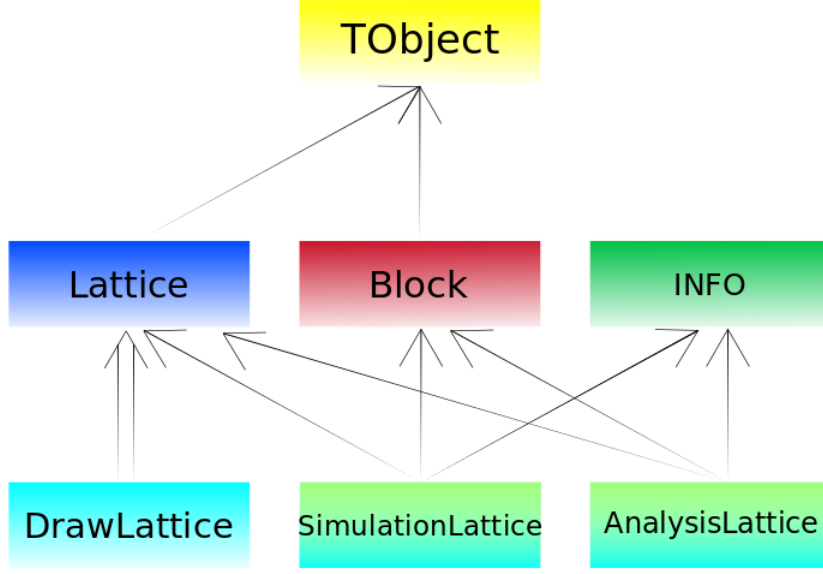 TObject
Lattice
Block
INFO
DrawLattice
SimulationLattice
AnalysisLattice